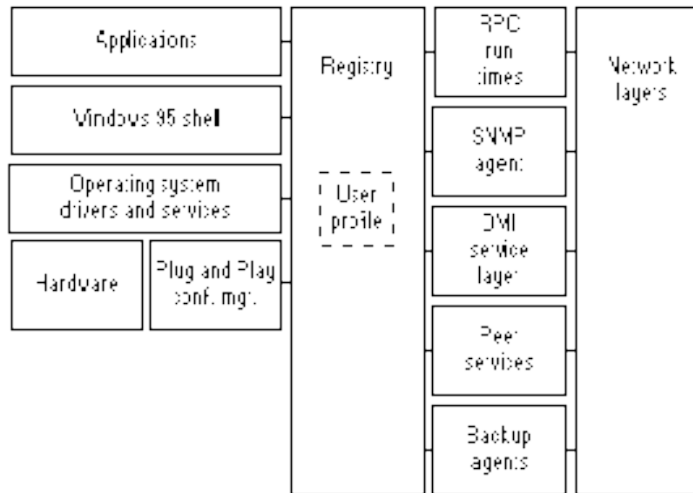 Applications
Windows 95 shell
Operating system
drivers and services
Hardware
Plug and Play
conf. mgr.
Registry
User
profile
RPC
run
times
SNMP
agent
DMI
service
layer
Peer
services
Backup
agents
Network
layers